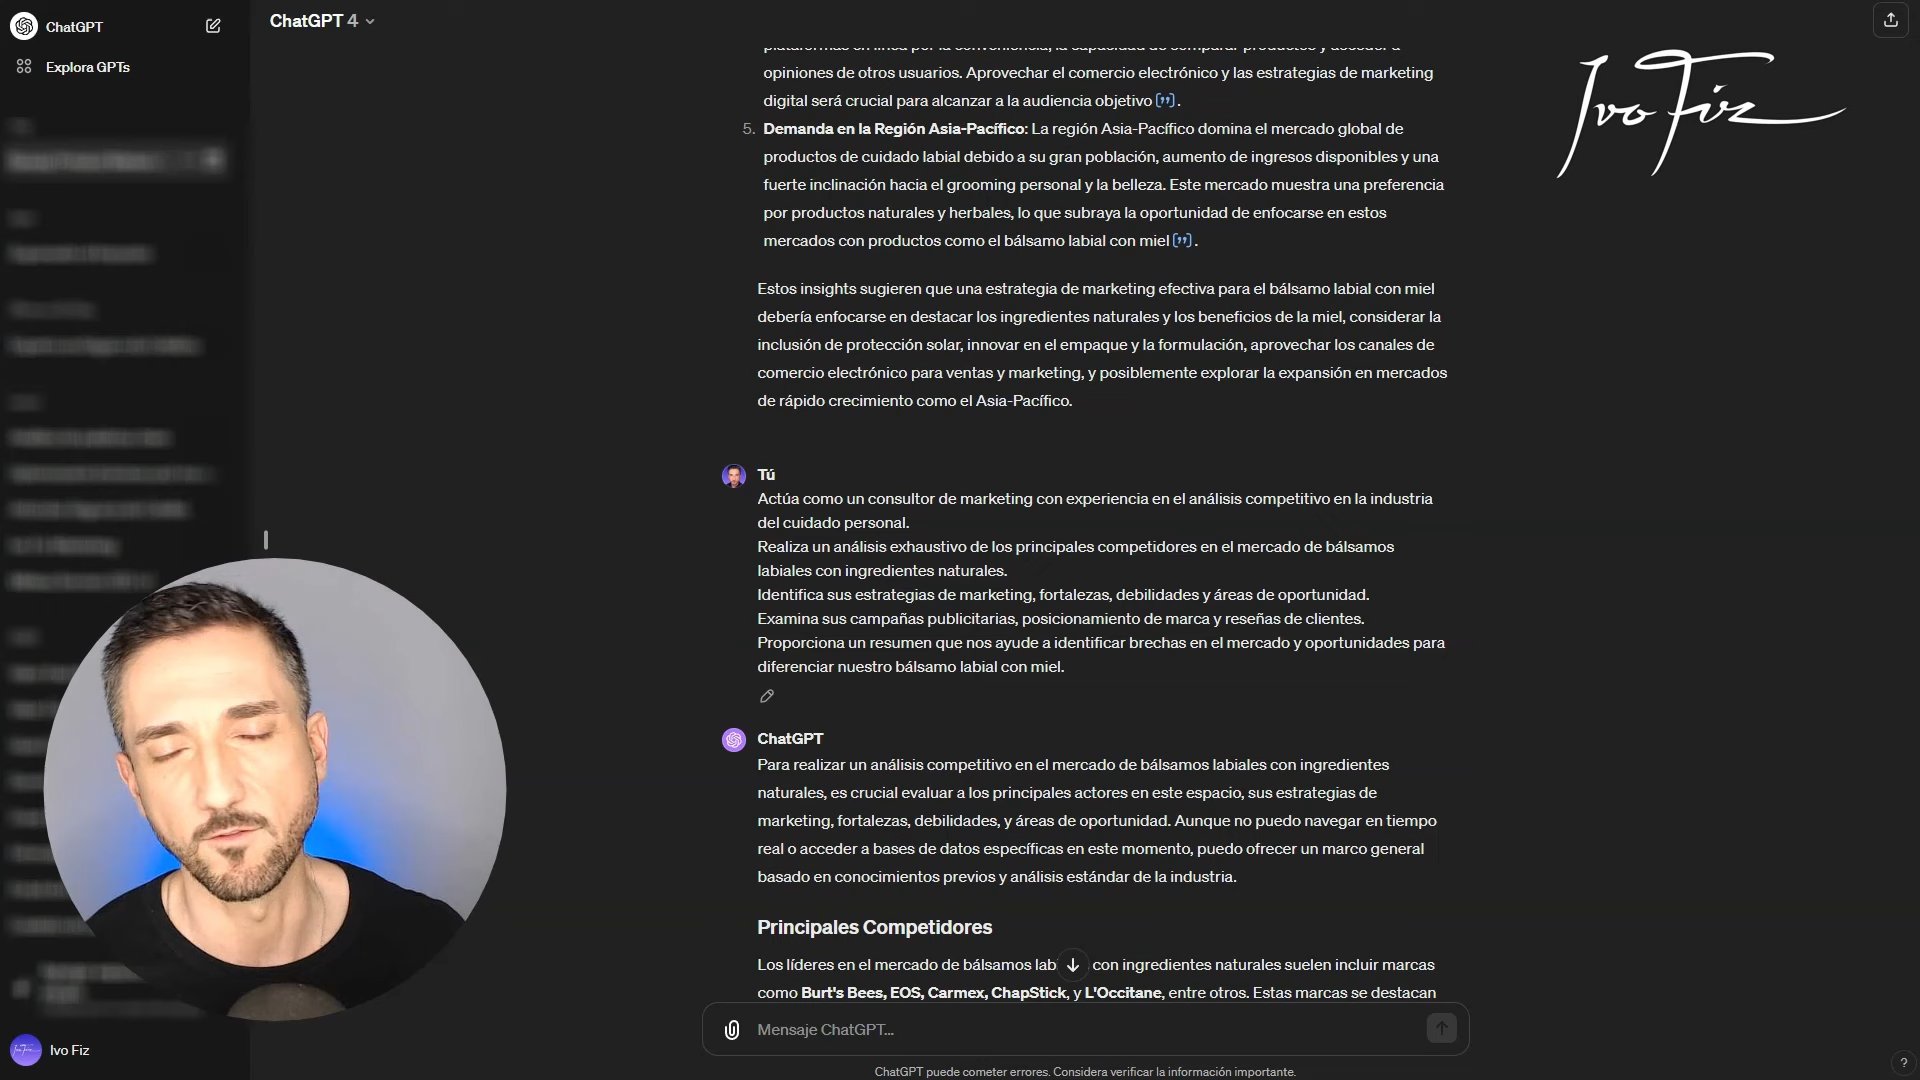 ChatGPT
Explora GPTs
ChatGPT 4
opiniones de otros usuarios. Aprovechar el comercio electrónico y las estrategias de marketing
digital será crucial para alcanzar a la audiencia objetivo ["].
5. Demanda en la Región Asia-Pacífico: La región Asia-Pacífico domina el mercado global de
productos de cuidado labial debido a su gran población, aumento de ingresos disponibles y una
fuerte inclinación hacia el grooming personal y la belleza. Este mercado muestra una preferencia
por productos naturales y herbales, lo que subraya la oportunidad de enfocarse en estos
mercados con productos como el bálsamo labial con miel ["].
Estos insights sugieren que una estrategia de marketing efectiva para el bálsamo labial con miel
debería enfocarse en destacar los ingredientes naturales y los beneficios de la miel, considerar la
inclusión de protección solar, innovar en el empaque y la formulación, aprovechar los canales de
comercio electrónico para ventas y marketing, y posiblemente explorar la expansión en mercados
de rápido crecimiento como el Asia-Pacífico.
Tú
Actúa como un consultor de marketing con experiencia en el análisis competitivo en la industria
del cuidado personal.
Realiza un análisis exhaustivo de los principales competidores en el mercado de bálsamos
labiales con ingredientes naturales.
Identifica sus estrategias de marketing, fortalezas, debilidades y áreas de oportunidad.
Examina sus campañas publicitarias, posicionamiento de marca y reseñas de clientes.
Proporciona un resumen que nos ayude a identificar brechas en el mercado y oportunidades para
diferenciar nuestro bálsamo labial con miel.
ChatGPT
Para realizar un análisis competitivo en el mercado de bálsamos labiales con ingredientes
naturales, es crucial evaluar a los principales actores en este espacio, sus estrategias de
marketing, fortalezas, debilidades, y áreas de oportunidad. Aunque no puedo navegar en tiempo
real o acceder a bases de datos específicas en este momento, puedo ofrecer un marco general
basado en conocimientos previos y análisis estándar de la industria.
Principales Competidores
Los líderes en el mercado de bálsamos lab con ingredientes naturales suelen incluir marcas
como Burt's Bees, EOS, Carmex, ChapStick, y L'Occitane, entre otros. Estas marcas se destacan
Mensaje ChatGPT...
ChatGPT puede cometer errores. Considera verificar la información importante.
Ivo Fiz
Ivo Fiz
?